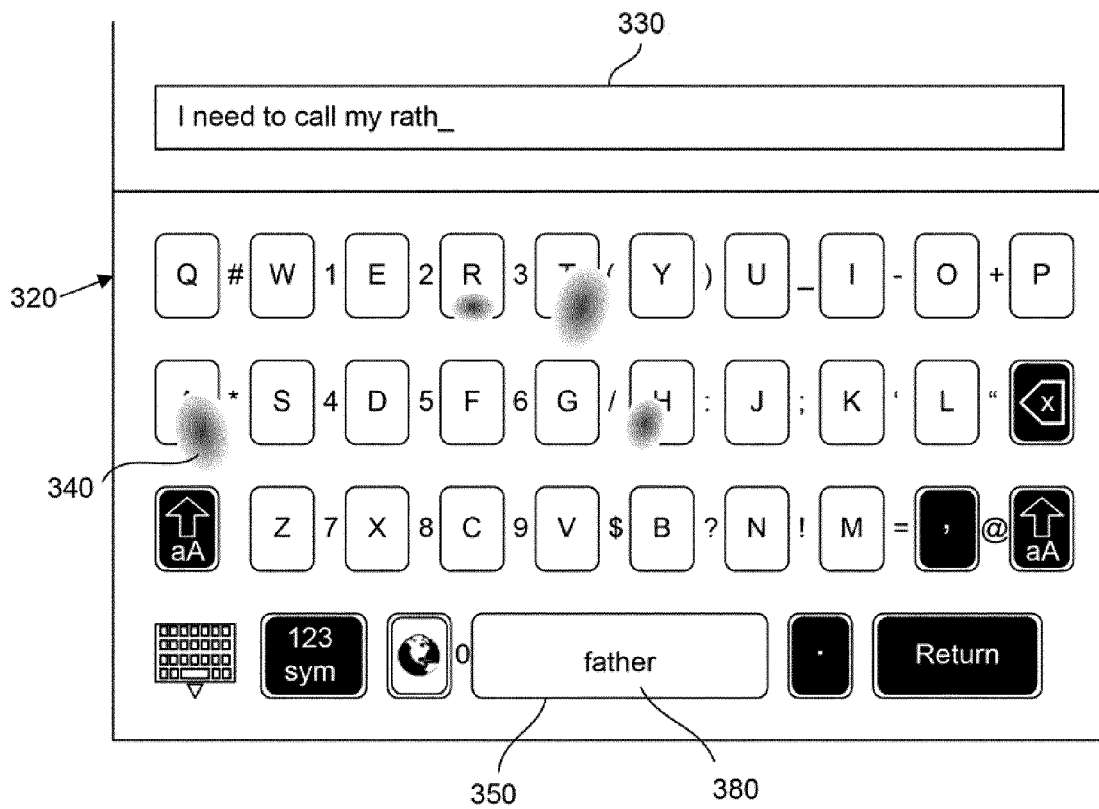 330
I need to call my rath_
320
Q # W 1 E 2 R 3 ( Y ) U _ I - O + P
* S 4 D 5 F 6 G / H : J ; K ' L “ x
340
aA Z 7 X 8 C 9 V $ B ? N ! M = , @ aA
123
sym 0 father . Return
350 380